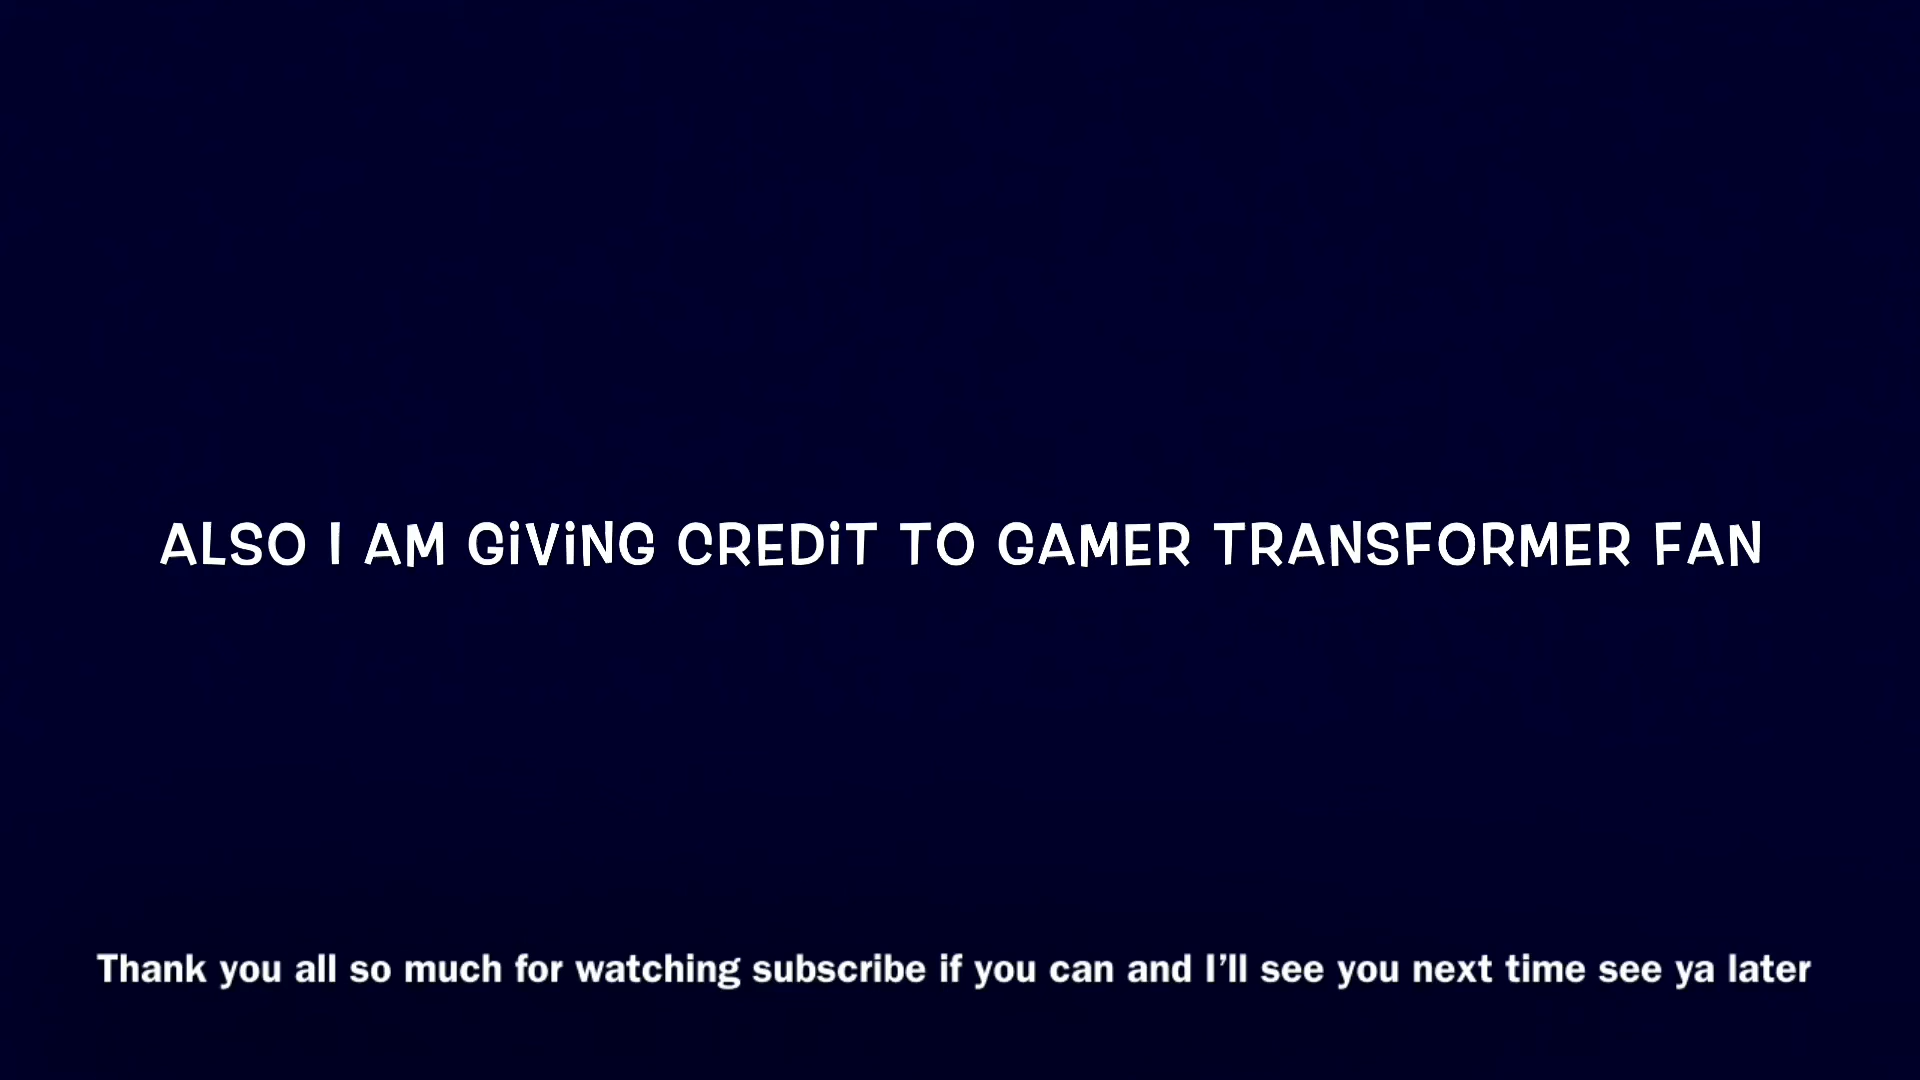 ALSO I AM GiViNG CREDiT TO GAMER TRANSFORMER FAN
Thank you all so much for watching subscribe if you can and I’ll see you next time see ya later